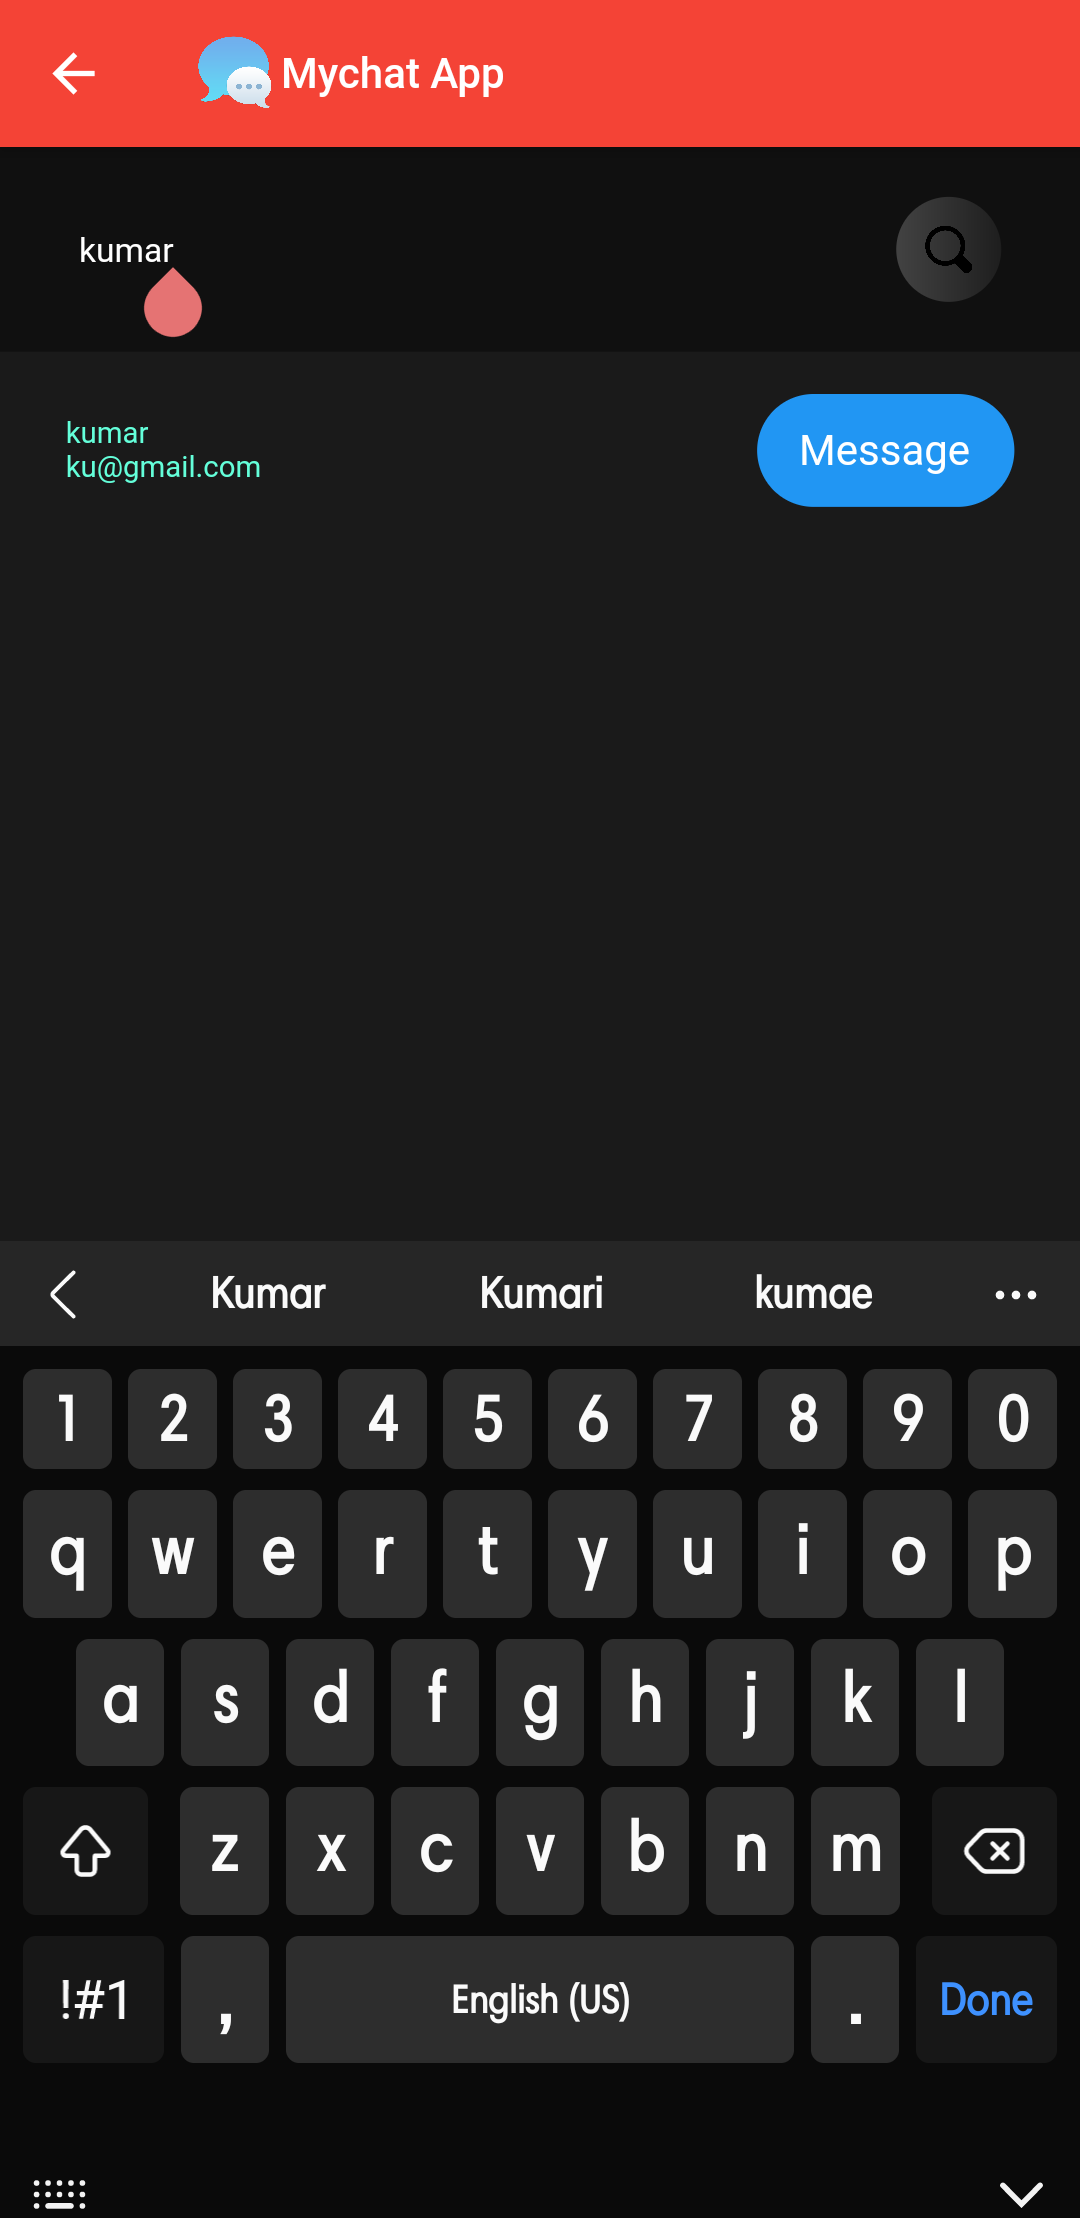 Mychat App
kumar
kumar
ku@gmail.com
Message
Kumar Kumari kumae
1 2 3 4 5 6 7 8 9 0
q w e r t y u i o p
a s d f g h j k l
z x c v b n m
!#1 , English (US) . Done